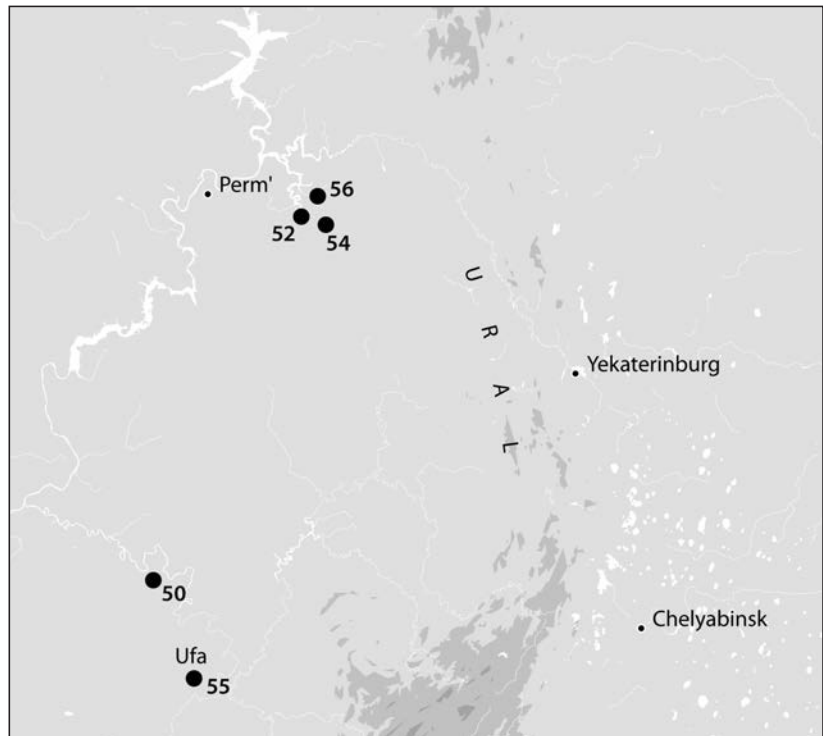 Perm'
56
52
54
U
R
A
L
Yekaterinburg
50
Chelyabinsk
Ufa
55